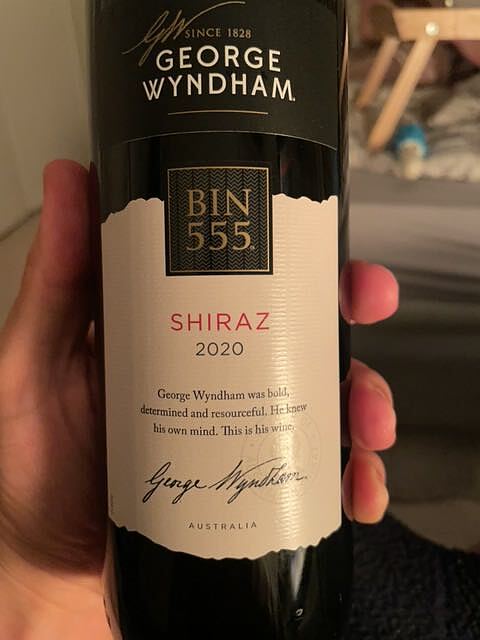 GW SINCE 1828
GEORGE
WYNDHAM.
BIN
555.
SHIRAZ
2020
George Wyndham was bold,
determined and resourceful. He knew
his own mind. This is his wine.
George Wyndham.
AUSTRALIA